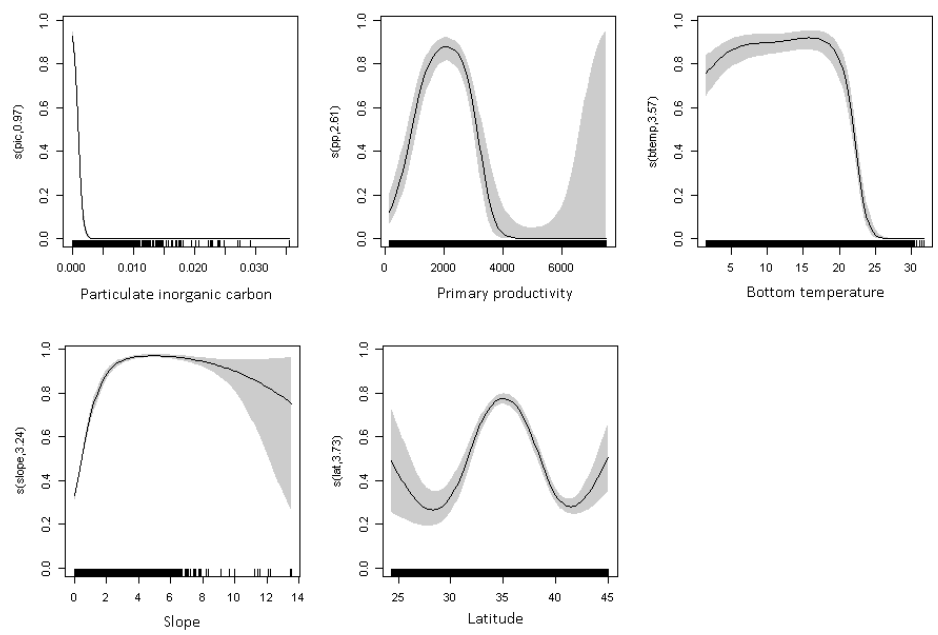 1.0
0.8
0.6
0.4
0.2
0.0
s(pic,0.97)
0.000 0.010 0.020 0.030
Particulate inorganic carbon
1.0
0.8
0.6
0.4
0.2
0.0
s(pp,2.61)
0 2000 4000 6000
Primary productivity
1.0
0.8
0.6
0.4
0.2
0.0
s(btemp,3.57)
5 10 15 20 25 30
Bottom temperature
1.0
0.8
0.6
0.4
0.2
0.0
s(slope,3.24)
0 2 4 6 8 10 12 14
Slope
1.0
0.8
0.6
0.4
0.2
0.0
s(lat,3.73)
25 30 35 40 45
Latitude